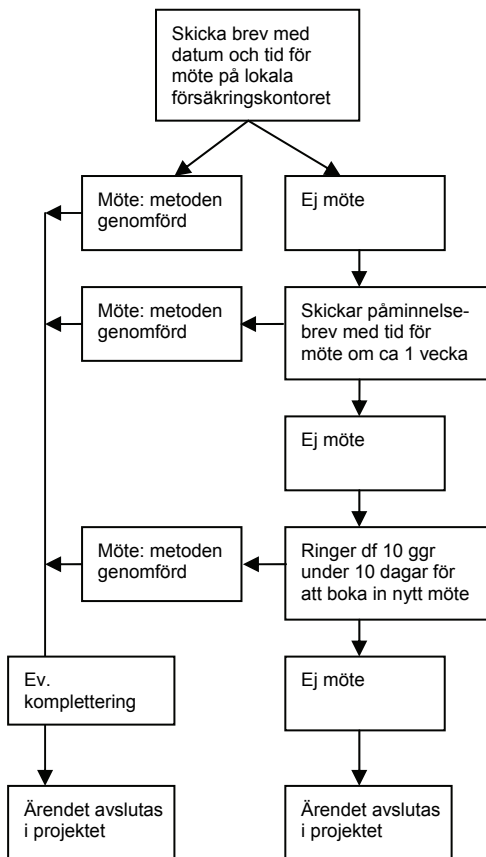 Skicka brev med
datum och tid för
möte på lokala
försäkringskontoret
Möte: metoden
genomförd
Ej möte
Möte: metoden
genomförd
Skickar påminnelse-
brev med tid för
möte om ca 1 vecka
Ej möte
Möte: metoden
genomförd
Ringer df 10 ggr
under 10 dagar för
att boka in nytt möte
Ev.
komplettering
Ej möte
Ärendet avslutas
i projektet
Ärendet avslutas
i projektet